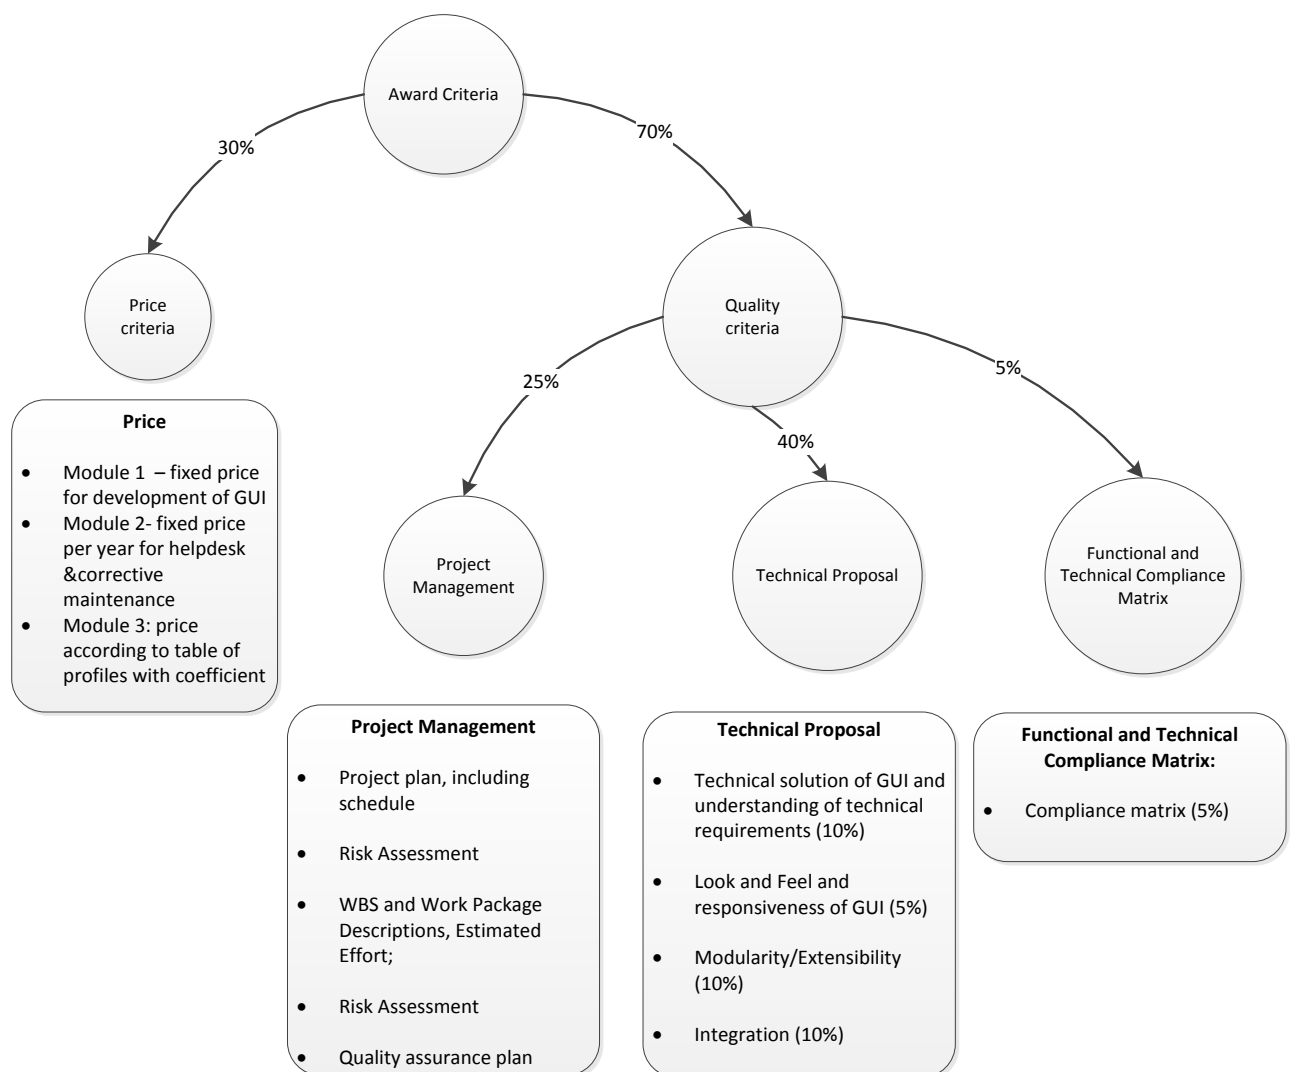 Award Criteria
30%
70%
Price
criteria
Quality
criteria
25%
40%
5%
Project
Management
Technical Proposal
Functional and
Technical Compliance
Matrix
Price
• Module 1 – fixed price
for development of GUI
• Module 2- fixed price
per year for helpdesk
&corrective
maintenance
• Module 3: price
according to table of
profiles with coefficient
Project Management
• Project plan, including
schedule
• Risk Assessment
• WBS and Work Package
Descriptions, Estimated
Effort;
• Risk Assessment
• Quality assurance plan
Technical Proposal
• Technical solution of GUI and
understanding of technical
requirements (10%)
• Look and Feel and
responsiveness of GUI (5%)
• Modularity/Extensibility
(10%)
• Integration (10%)
Functional and Technical
Compliance Matrix:
• Compliance matrix (5%)